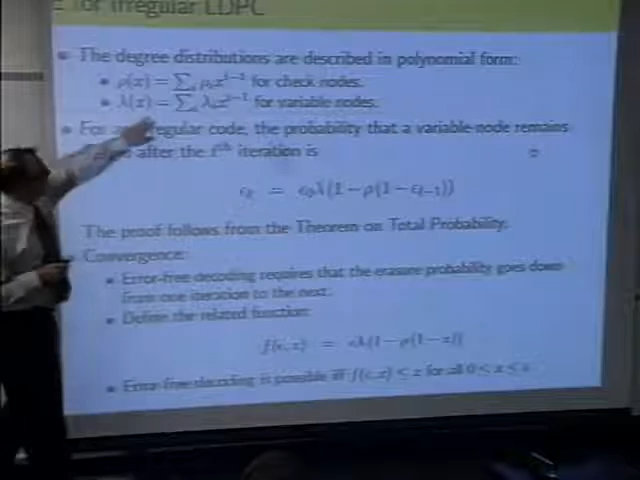 for Irregular LDPC
The degree distributions are described in polynomial form:
ρ(x) = ∑ᵢ ρᵢxⁱ⁻¹ for check nodes.
λ(x) = ∑ᵢ λᵢxⁱ⁻¹ for variable nodes.
For an irregular code, the probability that a variable-node remains
after the ℓᵗʰ iteration is
ϵℓ = ϵ₀λ(1 − ρ(1 − ϵℓ₋₁))
The proof follows from the Theorem on Total Probability.
Convergence:
Error-free decoding requires that the erasure probability goes down
from one iteration to the next.
Define the related function:
f(ϵ, x) = ϵλ(1 − ρ(1 − x))
Error-free decoding is possible iff f(ϵ, x) ≤ x for all 0 ≤ x ≤ ϵ